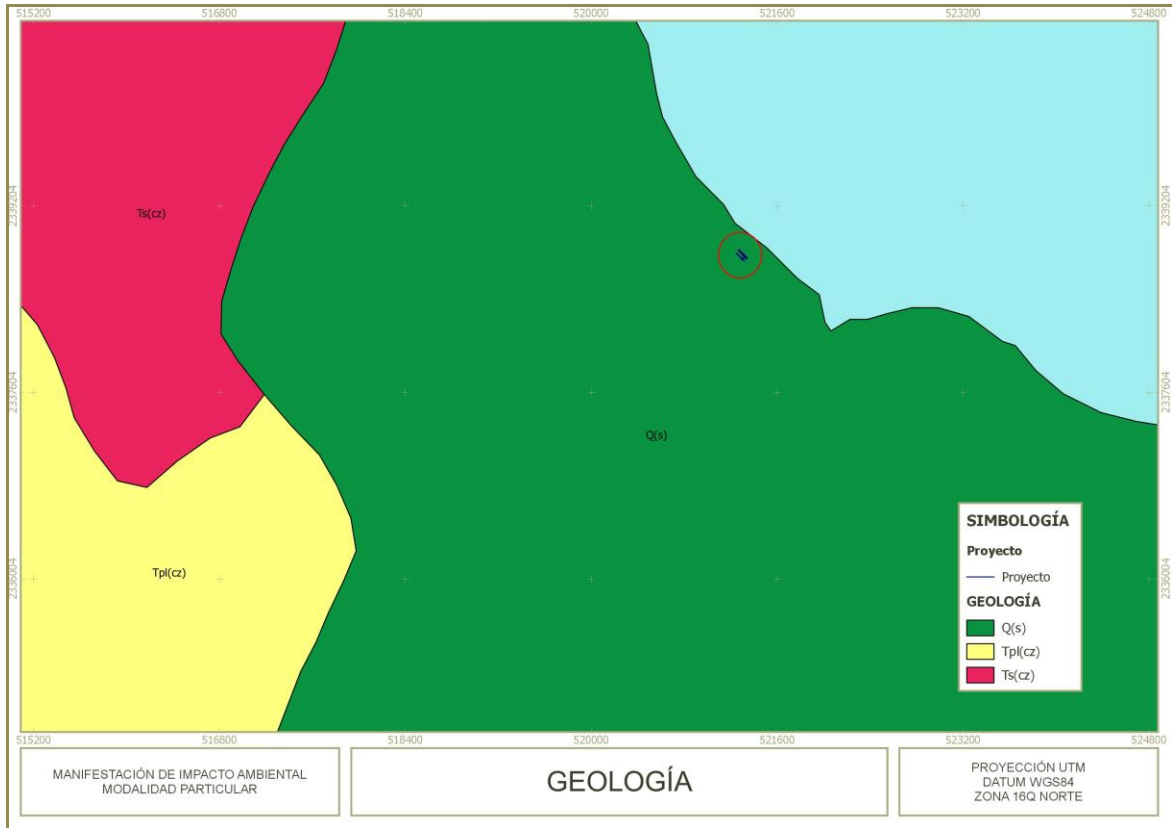 515200 516800 518400 520000 521600 523200 524800
2339204 2339204
Ts(cz)
2337604 2337604
Q(s)
Tpl(cz)
2336004 2336004
SIMBOLOGÍA
Proyecto
Proyecto
GEOLOGÍA
Q(s)
Tpl(cz)
Ts(cz)
515200 516800 518400 520000 521600 523200 524800
MANIFESTACIÓN DE IMPACTO AMBIENTAL
MODALIDAD PARTICULAR
GEOLOGÍA
PROYECCIÓN UTM
DATUM WGS84
ZONA 16Q NORTE